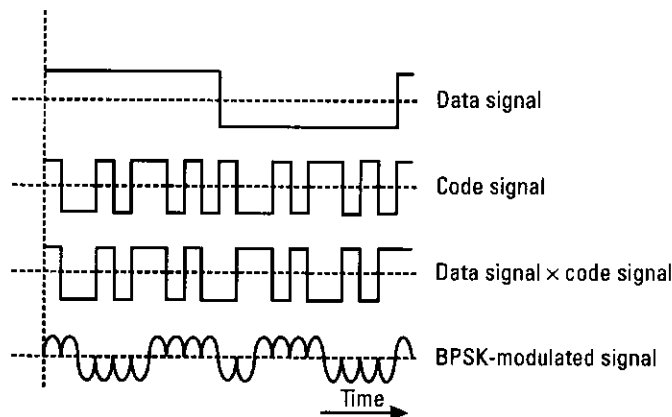 Data signal
Code signal
Data signal × code signal
BPSK-modulated signal
Time